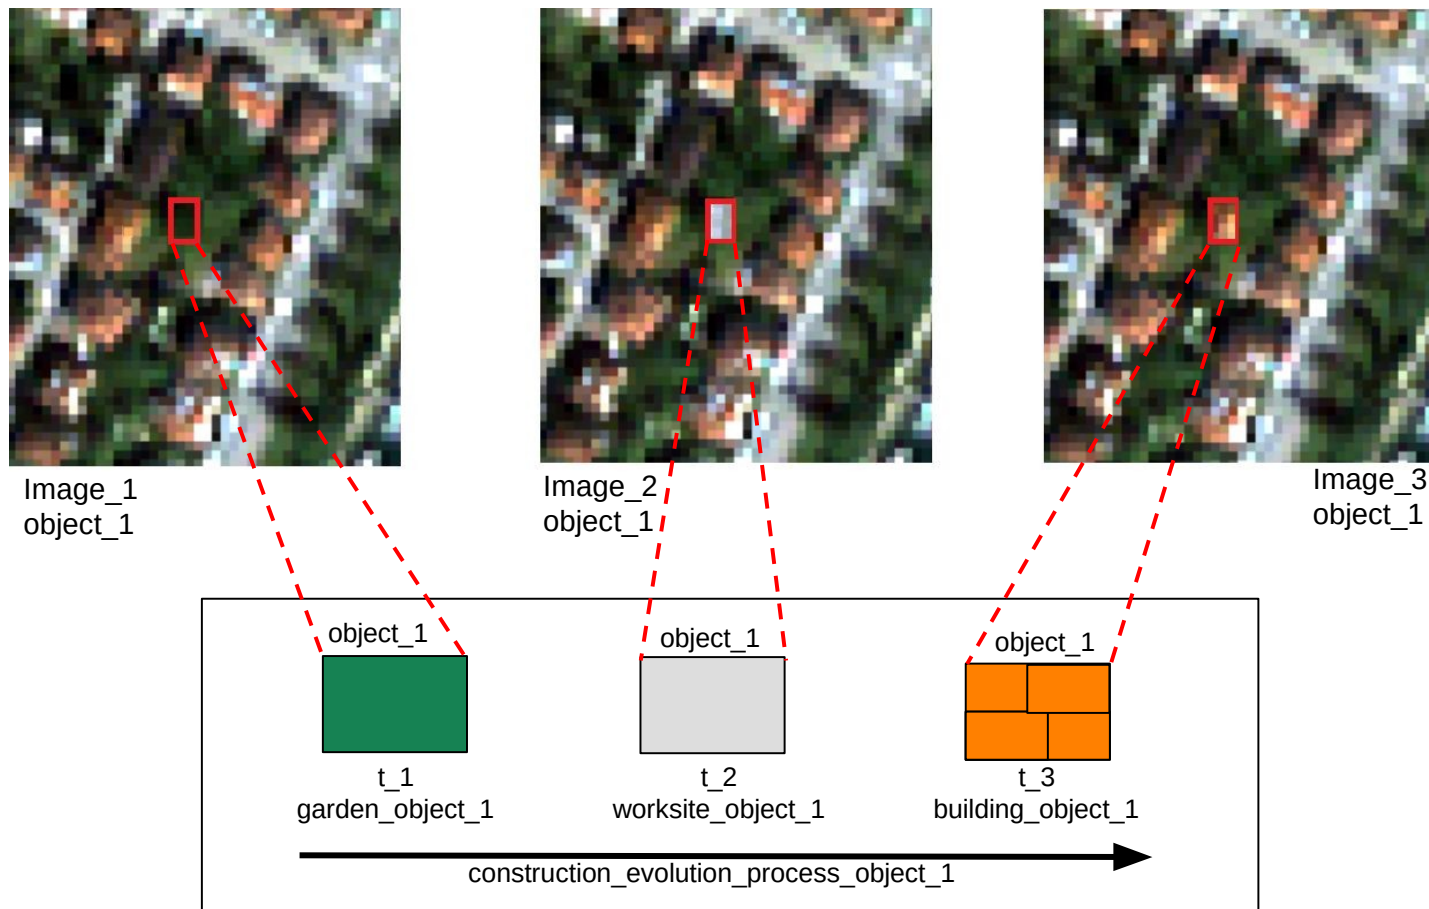 Image_1
object_1
Image_2
object_1
Image_3
object_1
object_1
object_1
object_1
t_1
garden_object_1
t_2
worksite_object_1
t_3
building_object_1
construction_evolution_process_object_1